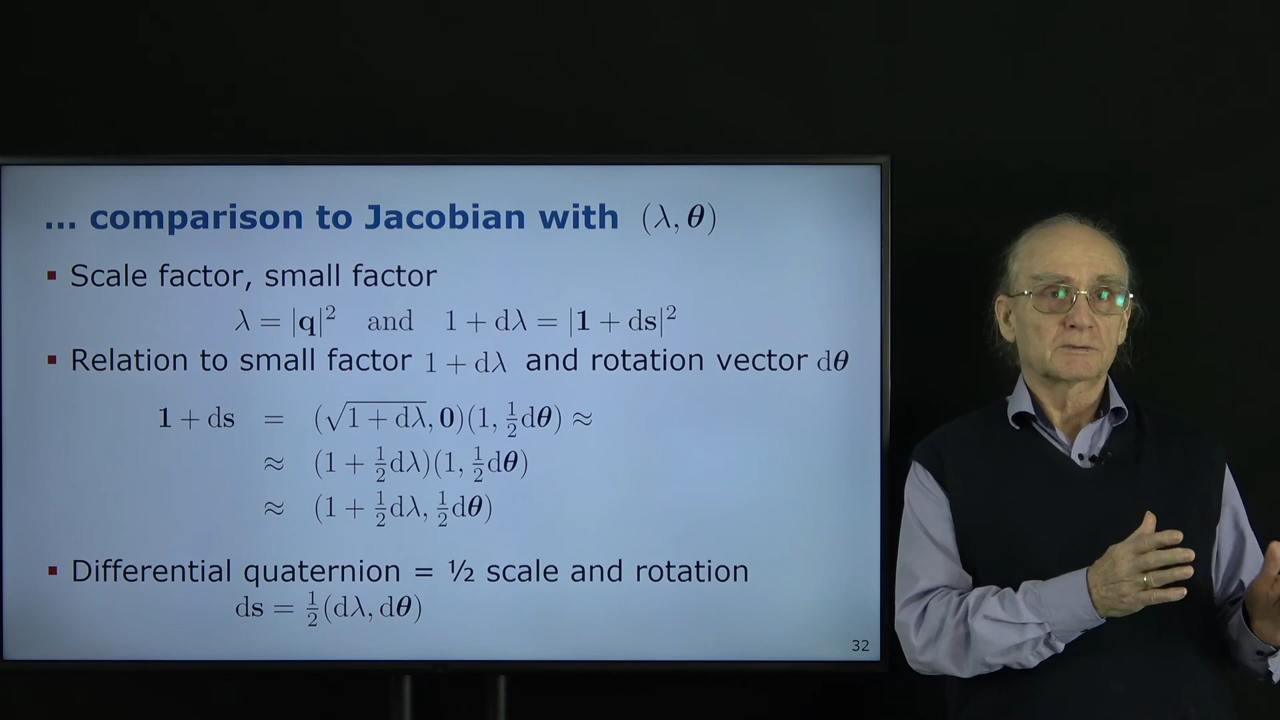 ... comparison to Jacobian with (λ, θ)
▪ Scale factor, small factor
λ = |q|² and 1 + dλ = |1 + ds|²
▪ Relation to small factor 1 + dλ and rotation vector dθ
1 + ds = (√(1 + dλ), 0)(1, ½dθ) ≈
≈ (1 + ½dλ)(1, ½dθ)
≈ (1 + ½dλ, ½dθ)
▪ Differential quaternion = ½ scale and rotation
ds = ½(dλ, dθ)
32